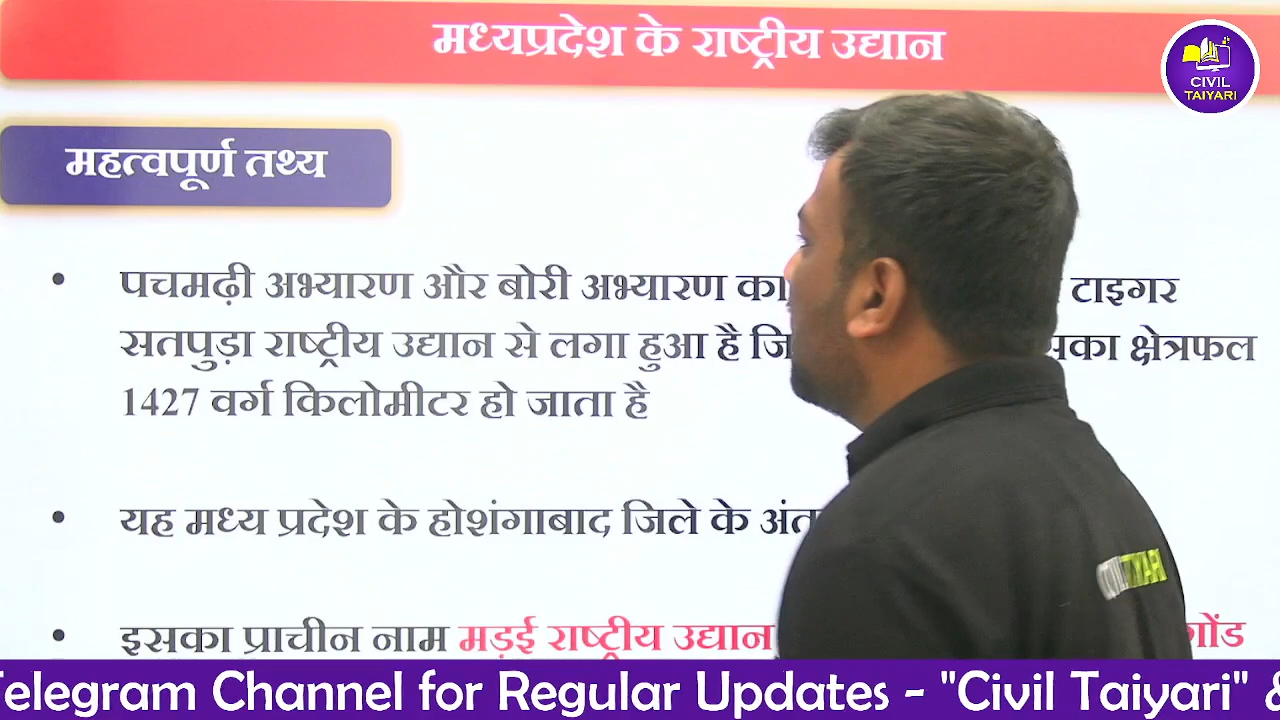 मध्यप्रदेश के राष्ट्रीय उद्यान
CIVIL
TAIYARI
महत्वपूर्ण तथ्य
• पचमढ़ी अभ्यारण और बोरी अभ्यारण का टाइगर
सतपुड़ा राष्ट्रीय उद्यान से लगा हुआ है क्षेत्रफल
1427 वर्ग किलोमीटर हो जाता है
• यह मध्य प्रदेश के होशंगाबाद जिले के
• इसका प्राचीन नाम मड़ई राष्ट्रीय उद्यान गोंड
Telegram Channel for Regular Updates - "Civil Taiyari" &